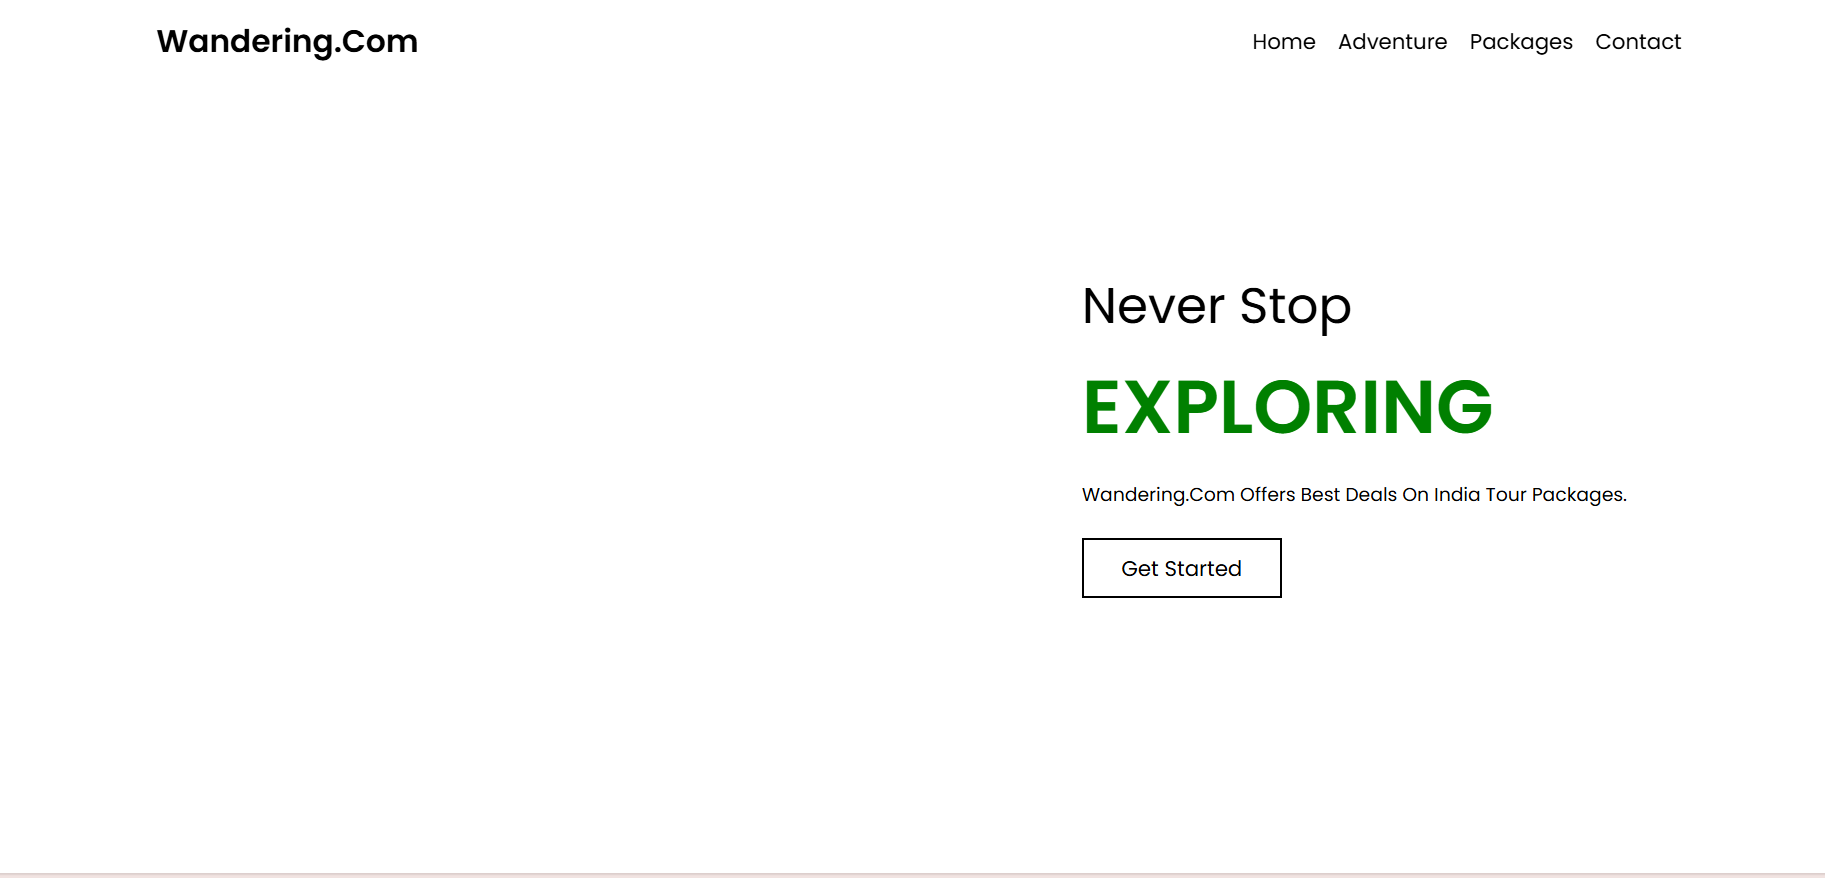 Wandering.Com
Home Adventure Packages Contact
Never Stop
EXPLORING
Wandering.Com Offers Best Deals On India Tour Packages.
Get Started